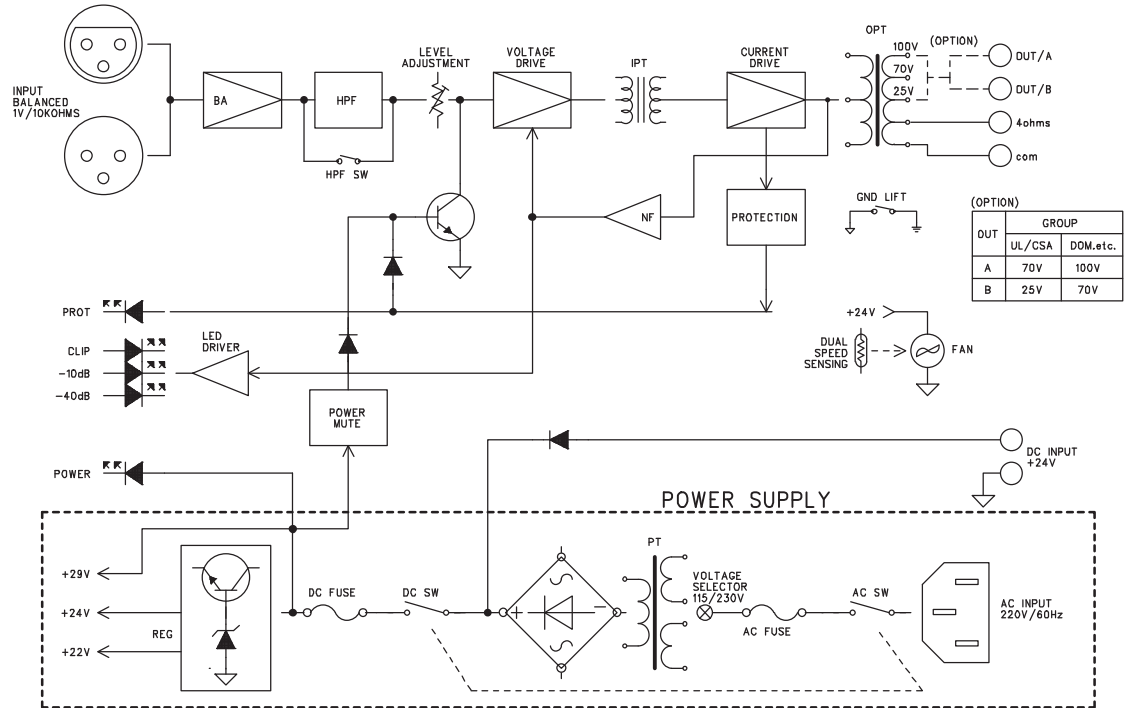 INPUT
BALANCED
1V/10KOHMS
BA
HPF
HPF SW
LEVEL
ADJUSTMENT
VOLTAGE
DRIVE
IPT
CURRENT
DRIVE
OPT
100V
70V
25V
(OPTION)
OUT/A
OUT/B
4ohms
com
NF
PROTECTION
GND LIFT
(OPTION)
OUT
GROUP
UL/CSA
DOM.etc.
A
70V
100V
B
25V
70V
PROT
CLIP
-10dB
-40dB
LED
DRIVER
POWER
MUTE
+24V
DUAL
SPEED
SENSING
FAN
POWER
DC INPUT
+24V
POWER SUPPLY
+29V
+24V
+22V
REG
DC FUSE
DC SW
+
-
PT
VOLTAGE
SELECTOR
115/230V
AC FUSE
AC SW
AC INPUT
220V/60Hz